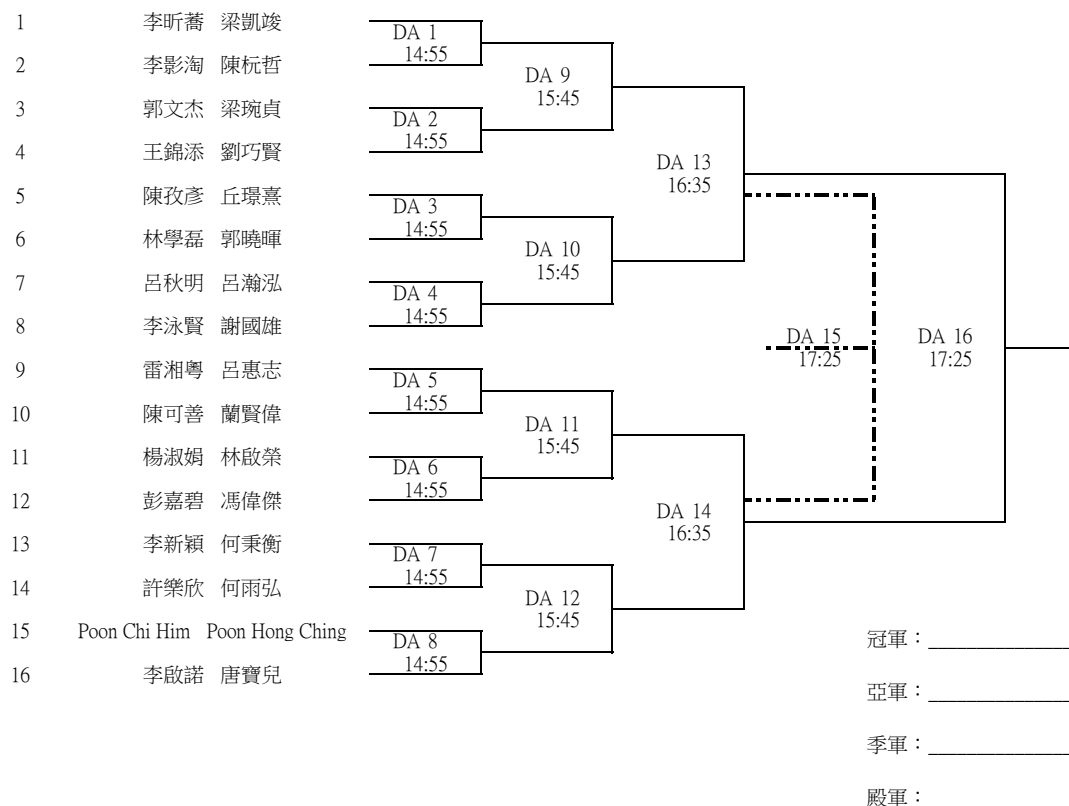 1 李昕蕎 梁凱竣
DA 1
14:55
2 李影淘 陳杬哲
DA 9
15:45
3 郭文杰 梁琬貞
DA 2
14:55
4 王錦添 劉巧賢
DA 13
16:35
5 陳孜彥 丘璟熹
DA 3
14:55
6 林學磊 郭曉暉
DA 10
15:45
7 呂秋明 呂瀚泓
DA 4
14:55
8 李泳賢 謝國雄
DA 15
17:25
DA 16
17:25
9 雷湘粵 呂惠志
DA 5
14:55
10 陳可善 蘭賢偉
DA 11
15:45
11 楊淑娟 林啟榮
DA 6
14:55
12 彭嘉碧 馮偉傑
DA 14
16:35
13 李新穎 何秉衡
DA 7
14:55
14 許樂欣 何雨弘
DA 12
15:45
15 Poon Chi Him Poon Hong Ching
DA 8
14:55
16 李啟諾 唐寶兒
冠軍：
亞軍：
季軍：
殿軍：